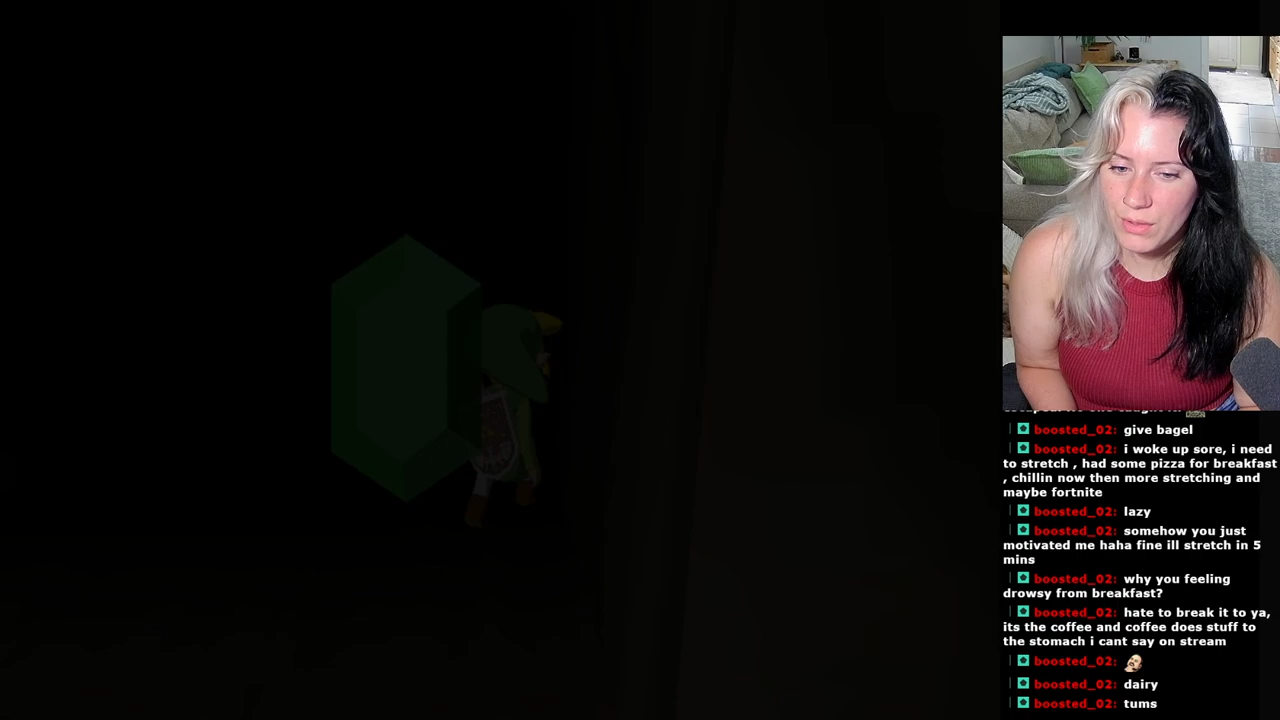 boosted_02: give bagel
boosted_02: i woke up sore, i need
to stretch , had some pizza for breakfast
, chillin now then more stretching and
maybe fortnite
boosted_02: lazy
boosted_02: somehow you just
motivated me haha fine ill stretch in 5
mins
boosted_02: why you feeling
drowsy from breakfast?
boosted_02: hate to break it to ya,
its the coffee and coffee does stuff to
the stomach i cant say on stream
boosted_02:
boosted_02: dairy
boosted_02: tums